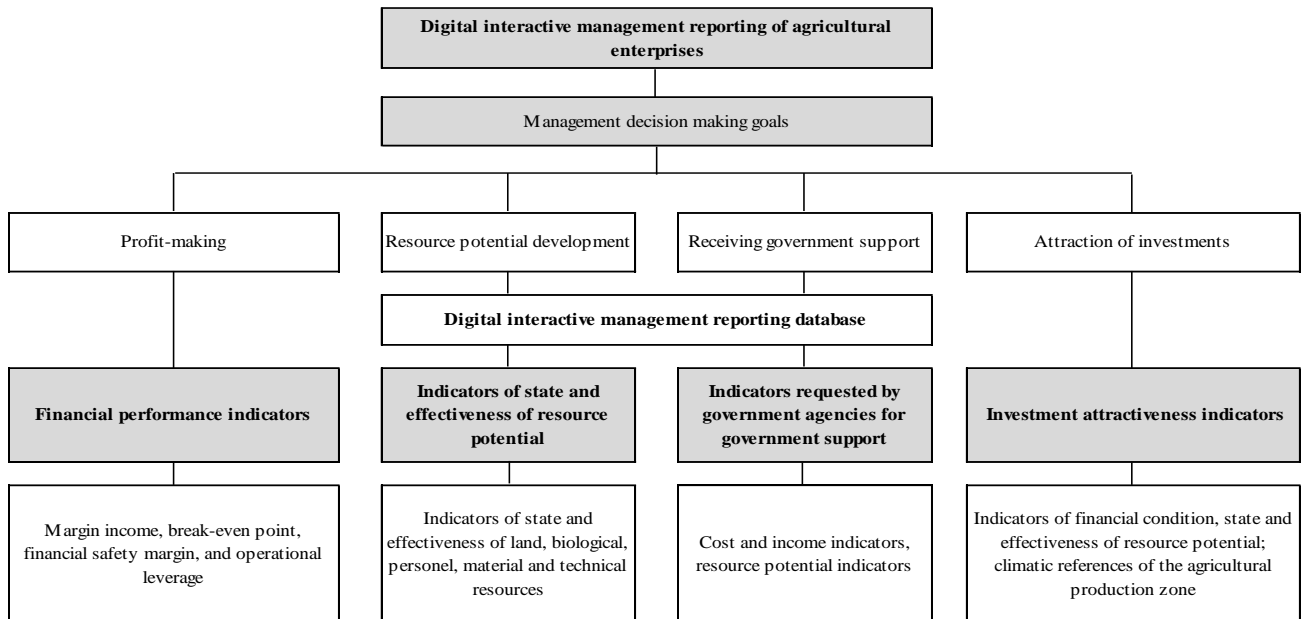 Digital interactive management reporting of agricultural
enterprises
Management decision making goals
Profit-making
Resource potential development
Receiving government support
Attraction of investments
Digital interactive management reporting database
Financial performance indicators
Indicators of state and
effectiveness of resource
potential
Indicators requested by
government agencies for
government support
Investment attractiveness indicators
Margin income, break-even point,
financial safety margin, and operational
leverage
Indicators of state and
effectiveness of land, biological,
personel, material and technical
resources
Cost and income indicators,
resource potential indicators
Indicators of financial condition, state and
effectiveness of resource potential;
climatic references of the agricultural
production zone